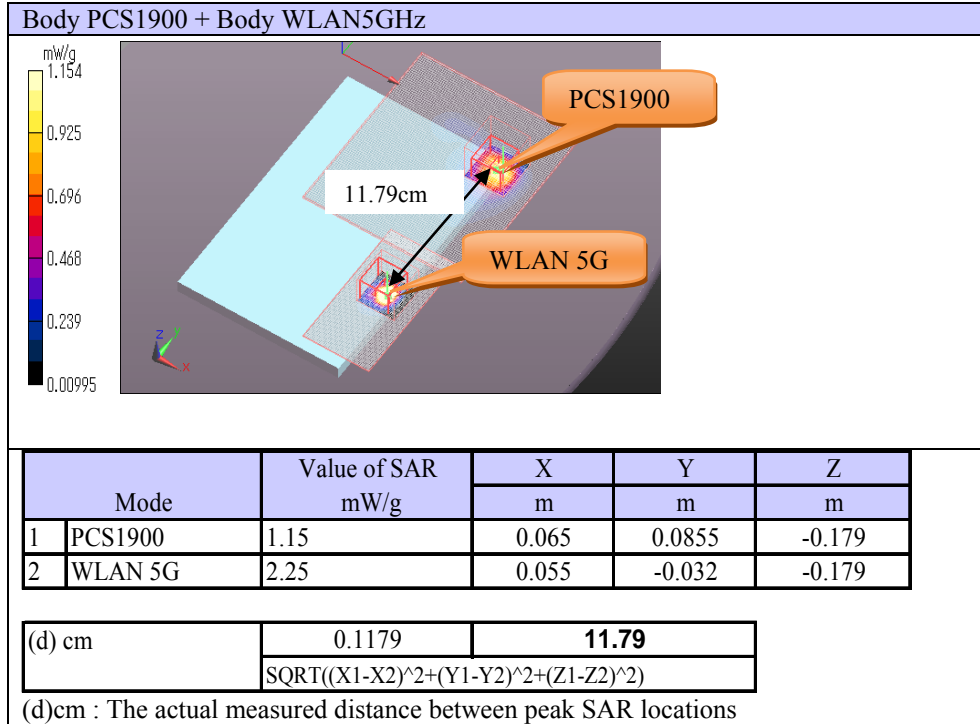 Body PCS1900 + Body WLAN5GHz
mW/g
1.154
0.925
0.696
0.468
0.239
0.00995
PCS1900
11.79cm
WLAN 5G
z y x
Mode Value of SAR mW/g X m Y m Z m
1 PCS1900 1.15 0.065 0.0855 -0.179
2 WLAN 5G 2.25 0.055 -0.032 -0.179
(d) cm 0.1179 11.79
SQRT((X1-X2)^2+(Y1-Y2)^2+(Z1-Z2)^2)
(d)cm : The actual measured distance between peak SAR locations